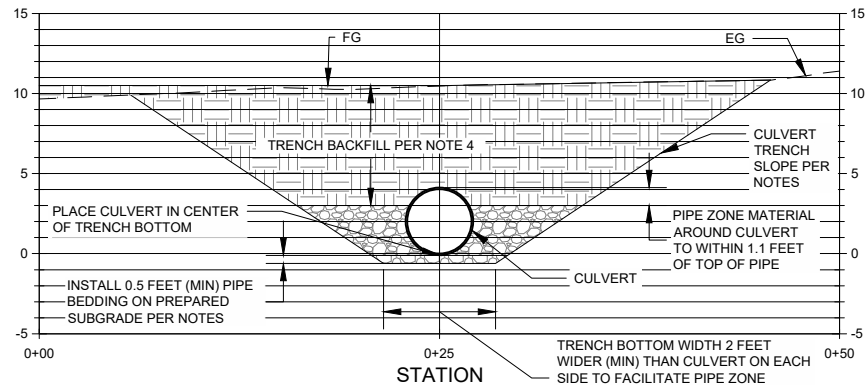 15
15
FG
EG
10
10
TRENCH BACKFILL PER NOTE 4
CULVERT
TRENCH
SLOPE PER
NOTES
5
5
PLACE CULVERT IN CENTER
OF TRENCH BOTTOM
PIPE ZONE MATERIAL
AROUND CULVERT
TO WITHIN 1.1 FEET
OF TOP OF PIPE
0
0
INSTALL 0.5 FEET (MIN) PIPE
BEDDING ON PREPARED
SUBGRADE PER NOTES
CULVERT
-5
-5
0+00
0+25
0+50
STATION
TRENCH BOTTOM WIDTH 2 FEET
WIDER (MIN) THAN CULVERT ON EACH
SIDE TO FACILITATE PIPE ZONE